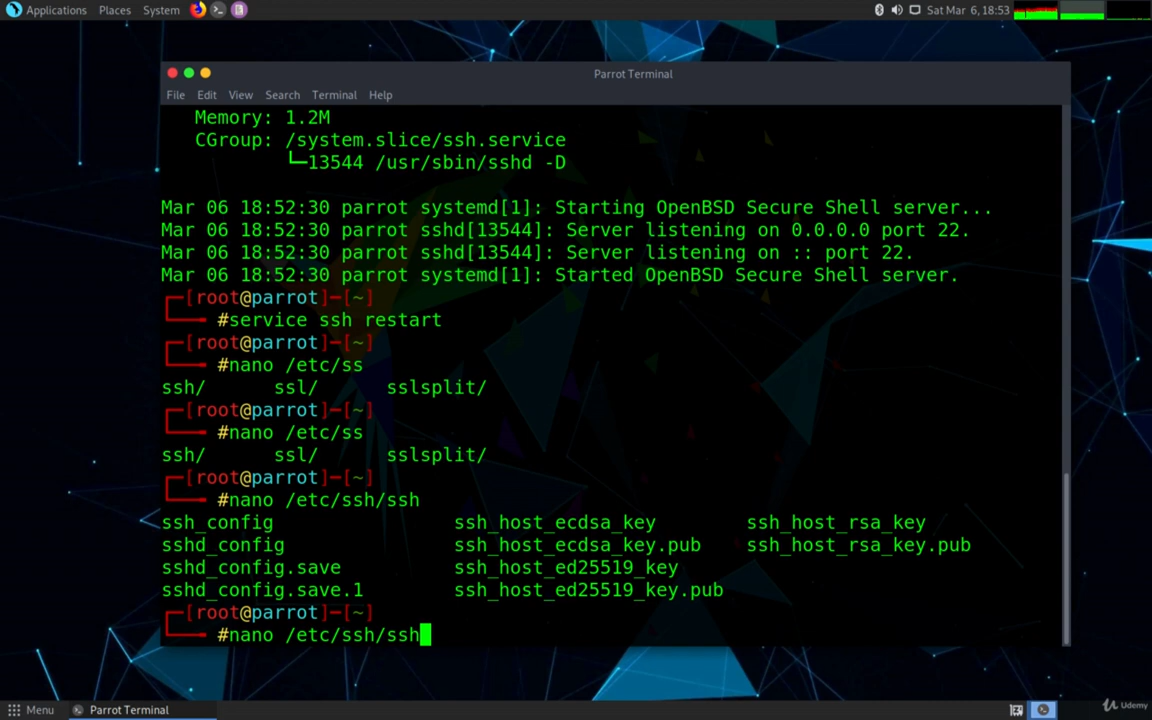 Applications Places System Sat Mar 6, 18:53
Parrot Terminal
File Edit View Search Terminal Help
Memory: 1.2M
CGroup: /system.slice/ssh.service
└─13544 /usr/sbin/sshd -D
Mar 06 18:52:30 parrot systemd[1]: Starting OpenBSD Secure Shell server...
Mar 06 18:52:30 parrot sshd[13544]: Server listening on 0.0.0.0 port 22.
Mar 06 18:52:30 parrot sshd[13544]: Server listening on :: port 22.
Mar 06 18:52:30 parrot systemd[1]: Started OpenBSD Secure Shell server.
┌─[root@parrot]─[~]
└──╼ #service ssh restart
┌─[root@parrot]─[~]
└──╼ #nano /etc/ss
ssh/ ssl/ sslsplit/
┌─[root@parrot]─[~]
└──╼ #nano /etc/ss
ssh/ ssl/ sslsplit/
┌─[root@parrot]─[~]
└──╼ #nano /etc/ssh/ssh
ssh_config ssh_host_ecdsa_key ssh_host_rsa_key
sshd_config ssh_host_ecdsa_key.pub ssh_host_rsa_key.pub
sshd_config.save ssh_host_ed25519_key
sshd_config.save.1 ssh_host_ed25519_key.pub
┌─[root@parrot]─[~]
└──╼ #nano /etc/ssh/ssh
Menu Parrot Terminal
Udemy